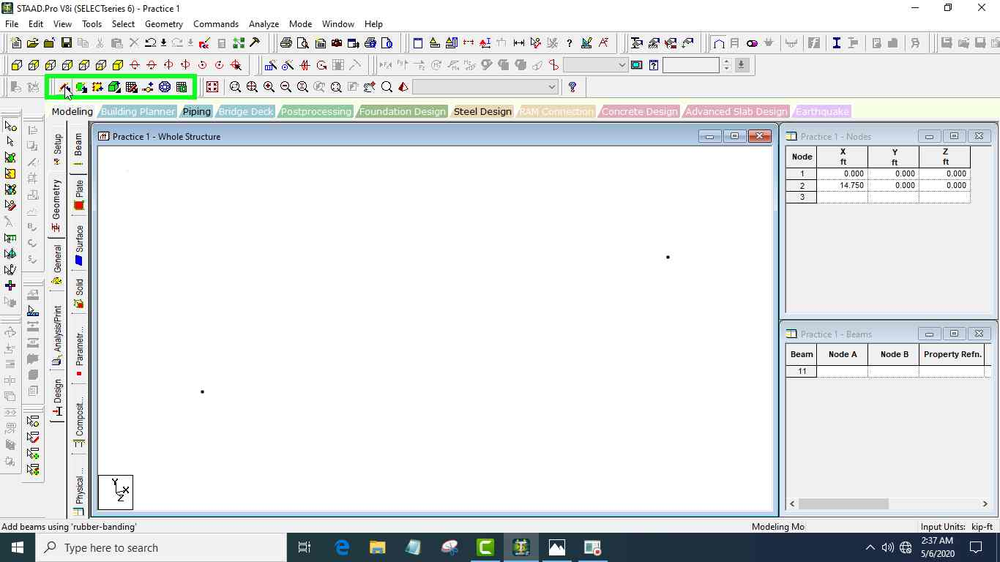 STAAD.Pro V8i (SELECTseries 6) - Practice 1
File Edit View Tools Select Geometry Commands Analyze Mode Window Help
Modeling Building Planner Piping Bridge Deck Postprocessing Foundation Design Steel Design RAM Connection Concrete Design Advanced Slab Design Earthquake
Setup
Geometry
General
Analysis/Print
Design
Beam
Plate
Surface
Solid
Parametr...
Composit...
Physical ...
Practice 1 - Whole Structure
Y
X
Z
Practice 1 - Nodes
Node X ft Y ft Z ft
1 0.000 0.000 0.000
2 14.750 0.000 0.000
3
Practice 1 - Beams
Beam Node A Node B Property Refn.
11
Add beams using 'rubber-banding'
Modeling Mo
Input Units: kip-ft
Type here to search
2:37 AM
5/6/2020